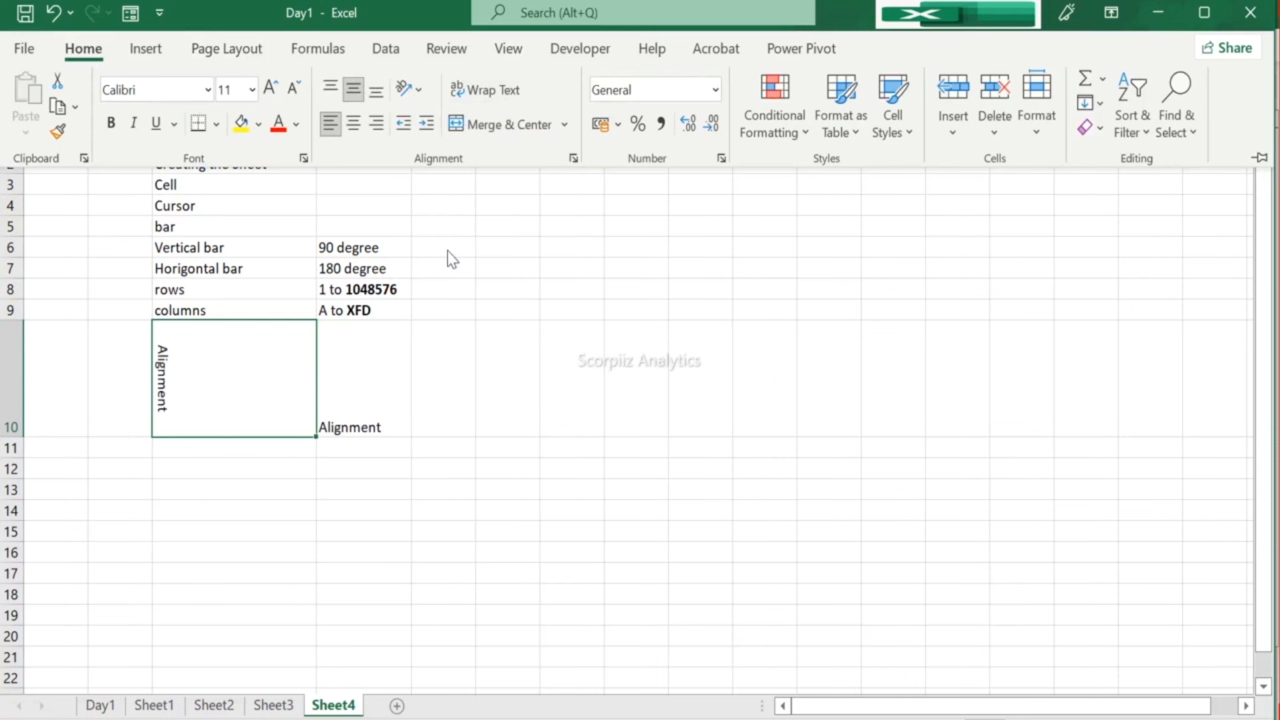 Day1 - Excel
Search (Alt+Q)
File Home Insert Page Layout Formulas Data Review View Developer Help Acrobat Power Pivot Share
Paste
Calibri 11
Wrap Text
Merge & Center
General
Conditional Formatting
Format as Table
Cell Styles
Insert Delete Format
Sort & Filter
Find & Select
Clipboard Font Alignment Number Styles Cells Editing
2 Creating the sheet
3 Cell
4 Cursor
5 bar
6 Vertical bar 90 degree
7 Horigontal bar 180 degree
8 rows 1 to 1048576
9 columns A to XFD
Alignment
Scorpiiz Analytics
10 Alignment
11
12
13
14
15
16
17
18
19
20
21
22
Day1 Sheet1 Sheet2 Sheet3 Sheet4